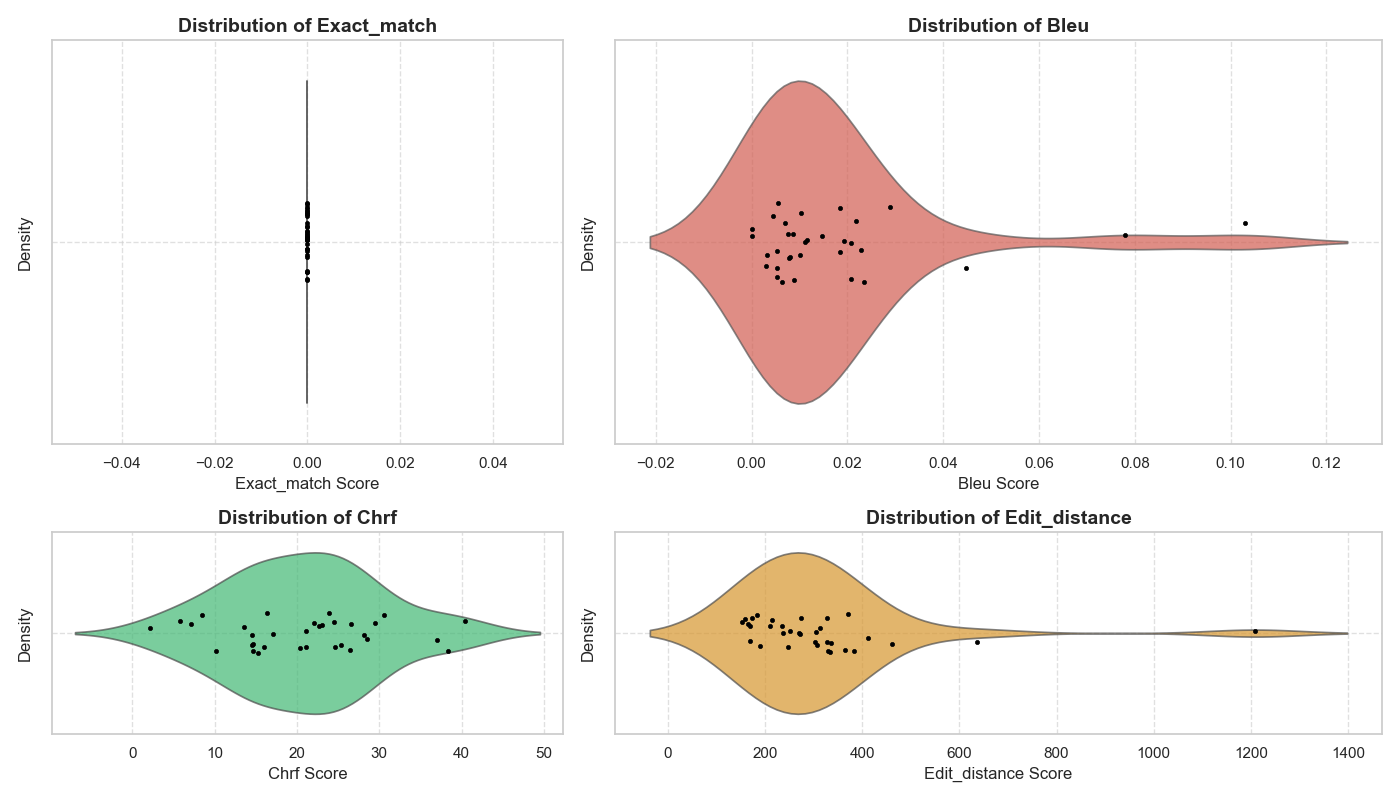 Distribution of Exact_match
Density
−0.04 −0.02 0.00 0.02 0.04
Exact_match Score
Distribution of Bleu
Density
−0.02 0.00 0.02 0.04 0.06 0.08 0.10 0.12
Bleu Score
Distribution of Chrf
Density
0 10 20 30 40 50
Chrf Score
Distribution of Edit_distance
Density
0 200 400 600 800 1000 1200 1400
Edit_distance Score